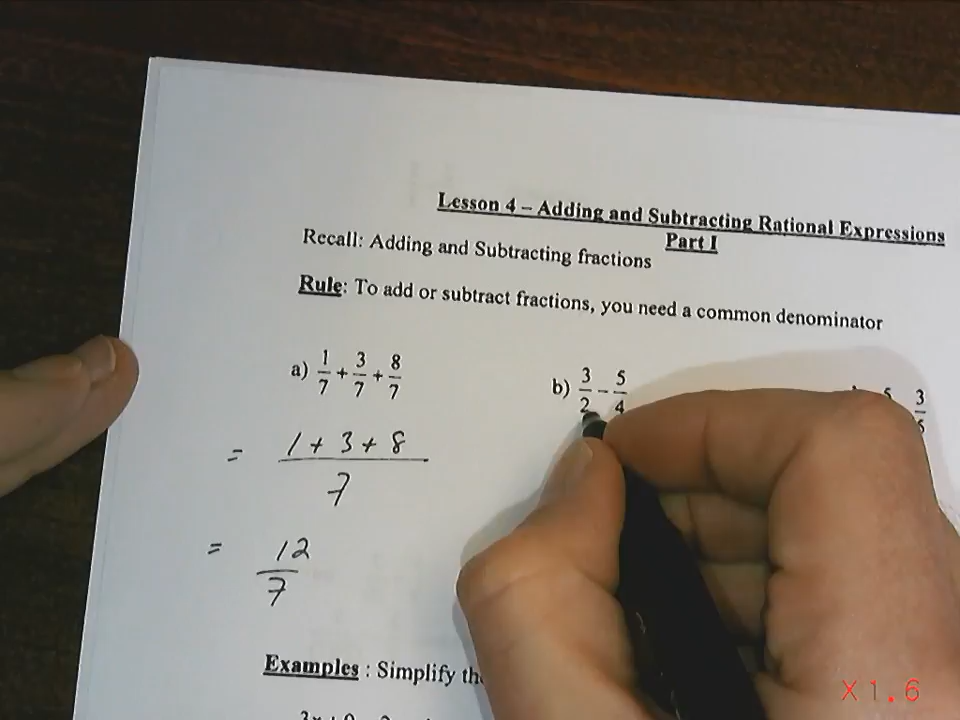 Lesson 4 – Adding and Subtracting Rational Expressions
Part I
Recall: Adding and Subtracting fractions
Rule: To add or subtract fractions, you need a common denominator
a) 1/7 + 3/7 + 8/7
b) 3/2 − 5/4
= (1 + 3 + 8)/7
= 12/7
Examples : Simplify
X1.6